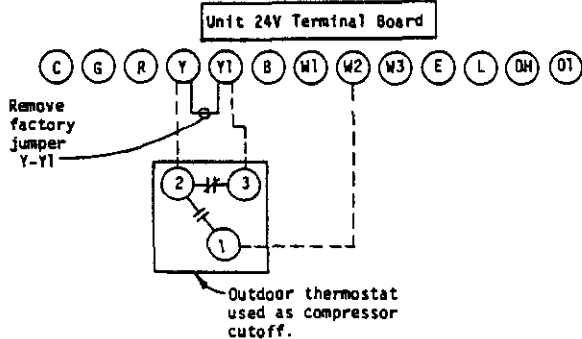 Unit 24V Terminal Board
C G R Y Y1 B W1 W2 W3 E L DH O1
Remove
factory
jumper
Y-Y1
2 3
1
Outdoor thermostat
used as compressor
cutoff.